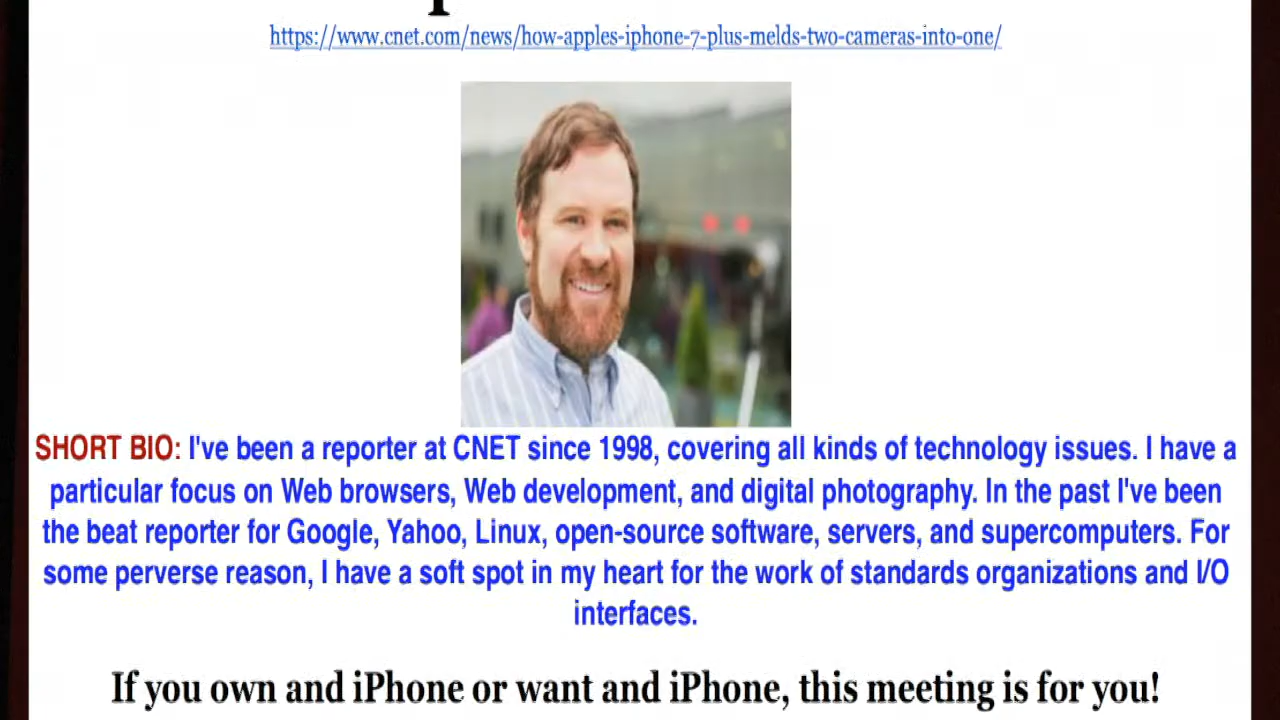 https://www.cnet.com/news/how-apples-iphone-7-plus-melds-two-cameras-into-one/
SHORT BIO: I've been a reporter at CNET since 1998, covering all kinds of technology issues. I have a
particular focus on Web browsers, Web development, and digital photography. In the past I've been
the beat reporter for Google, Yahoo, Linux, open-source software, servers, and supercomputers. For
some perverse reason, I have a soft spot in my heart for the work of standards organizations and I/O
interfaces.
If you own and iPhone or want and iPhone, this meeting is for you!